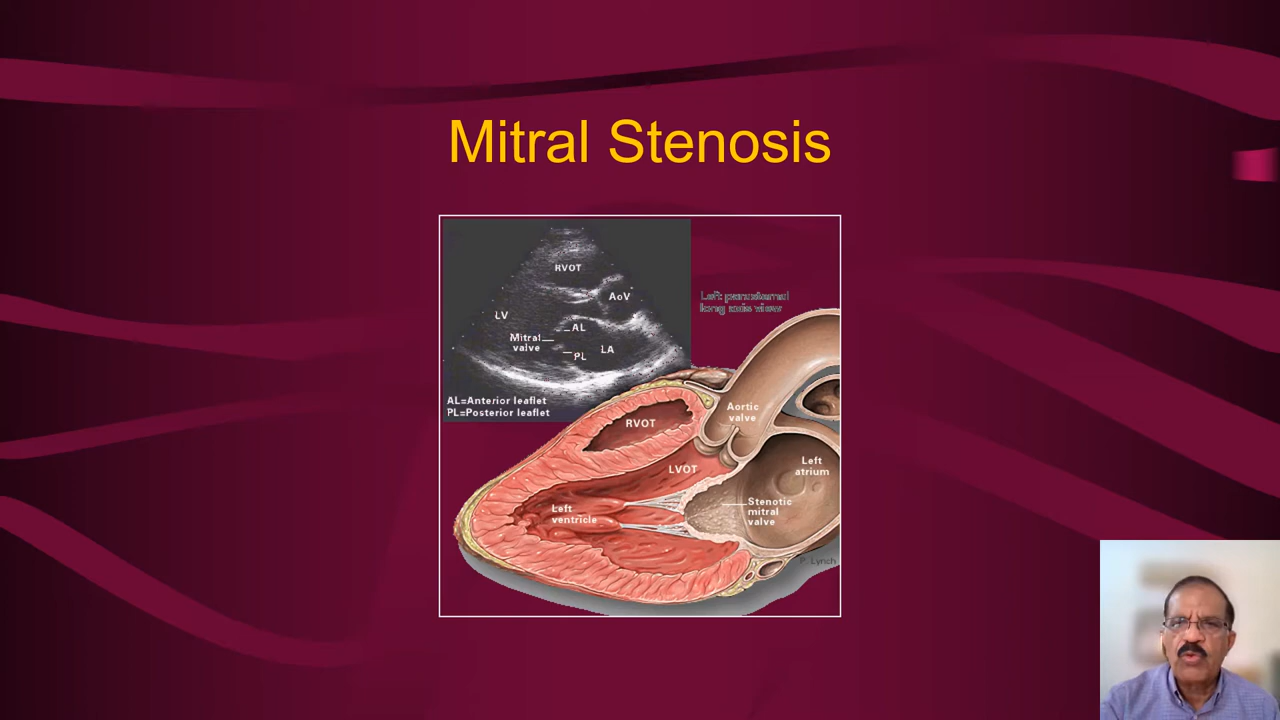 Mitral Stenosis
RVOT
AoV
LV
AL
Mitral
valve
LA
PL
AL=Anterior leaflet
PL=Posterior leaflet
Left parasternal
long axis view
Aortic
valve
RVOT
Left
atrium
LVOT
Stenotic
mitral
valve
Left
ventricle
P. Lynch